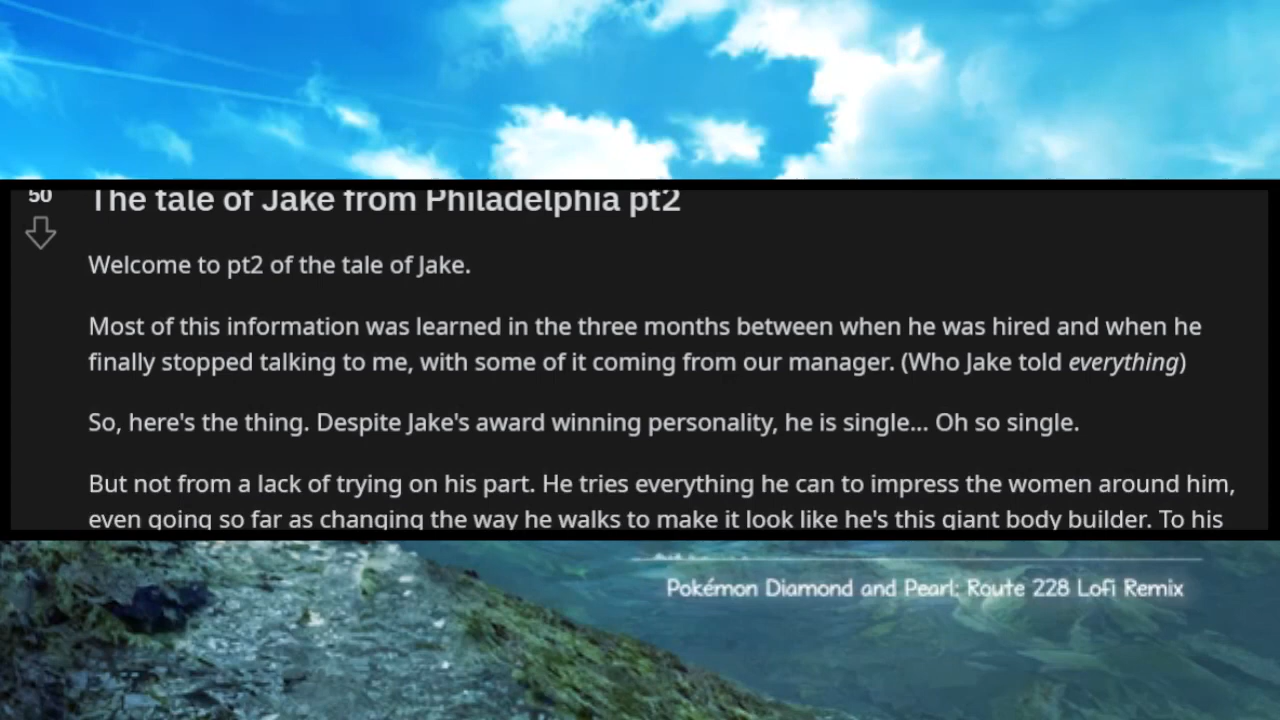 50
The tale of Jake from Philadelphia pt2
Welcome to pt2 of the tale of Jake.
Most of this information was learned in the three months between when he was hired and when he
finally stopped talking to me, with some of it coming from our manager. (Who Jake told everything)
So, here's the thing. Despite Jake's award winning personality, he is single... Oh so single.
But not from a lack of trying on his part. He tries everything he can to impress the women around him,
even going so far as changing the way he walks to make it look like he's this giant body builder. To his
Pokémon Diamond and Pearl: Route 228 Lofi Remix